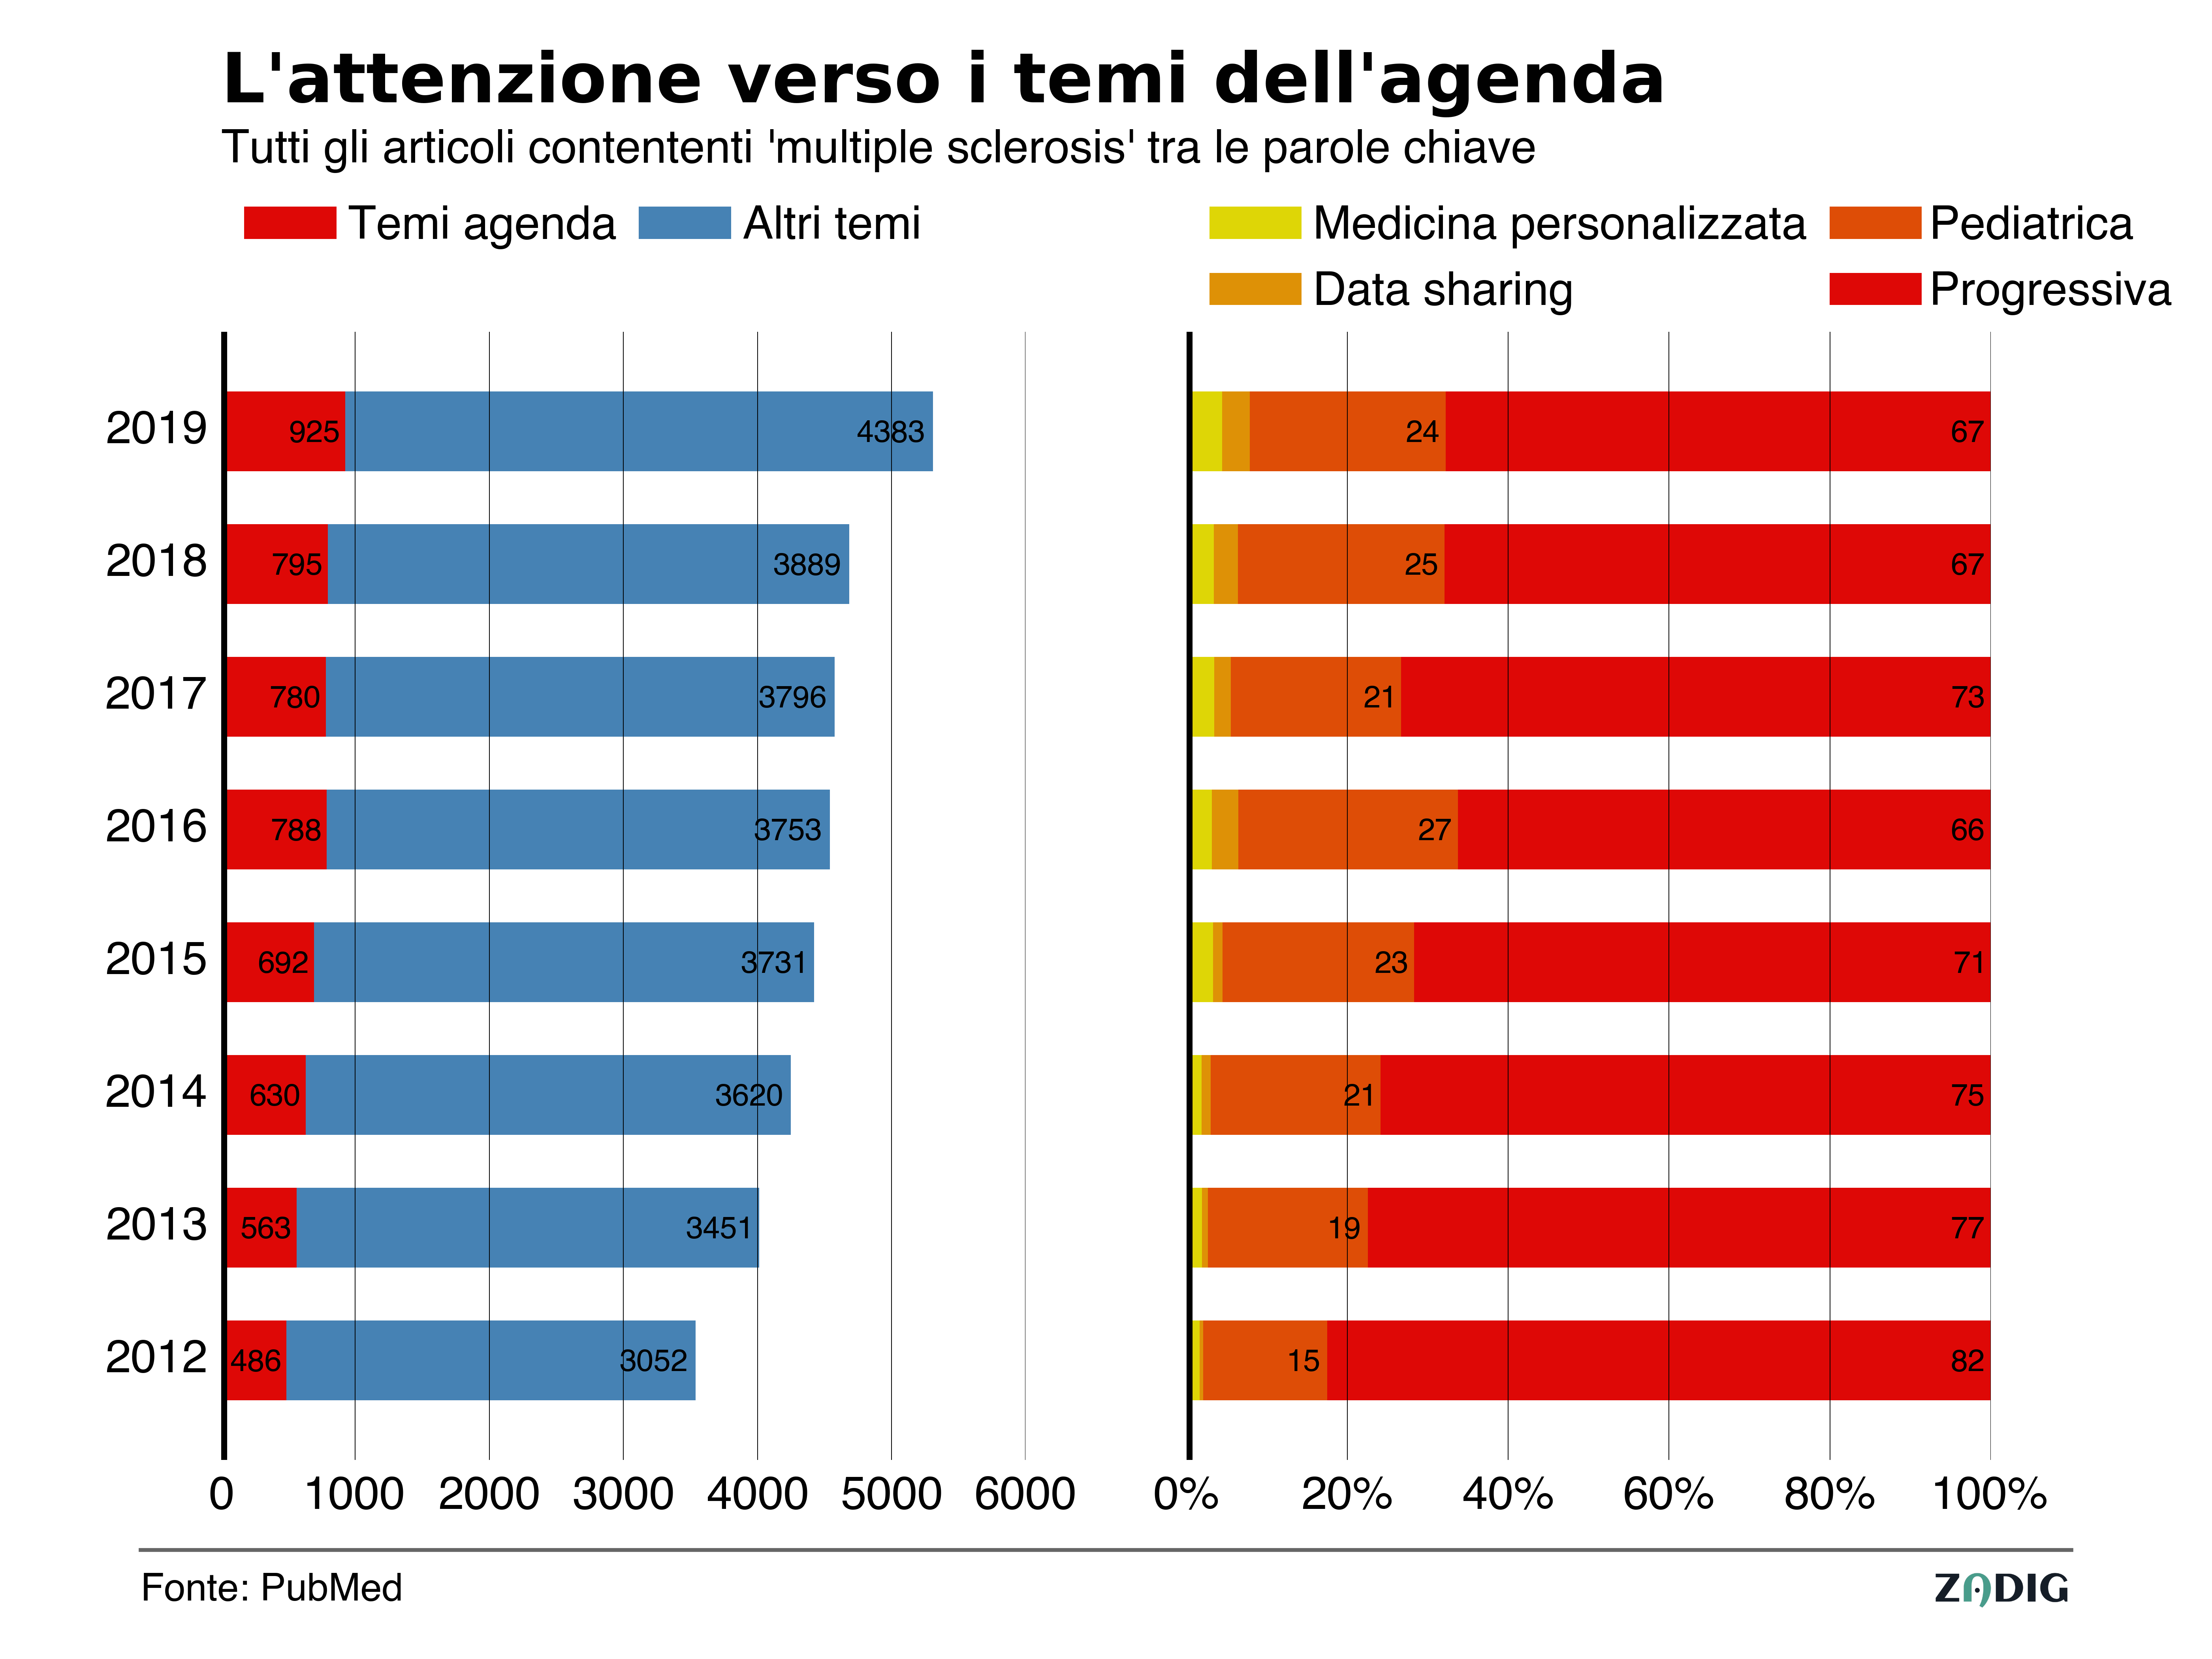 L'attenzione verso i temi dell'agenda
Tutti gli articoli contententi 'multiple sclerosis' tra le parole chiave
Temi agenda Altri temi
Medicina personalizzata Pediatrica
Data sharing Progressiva
2019 925 4383 24 67
2018 795 3889 25 67
2017 780 3796 21 73
2016 788 3753 27 66
2015 692 3731 23 71
2014 630 3620 21 75
2013 563 3451 19 77
2012 486 3052 15 82
0 1000 2000 3000 4000 5000 6000 0% 20% 40% 60% 80% 100%
Fonte: PubMed
ZADIG